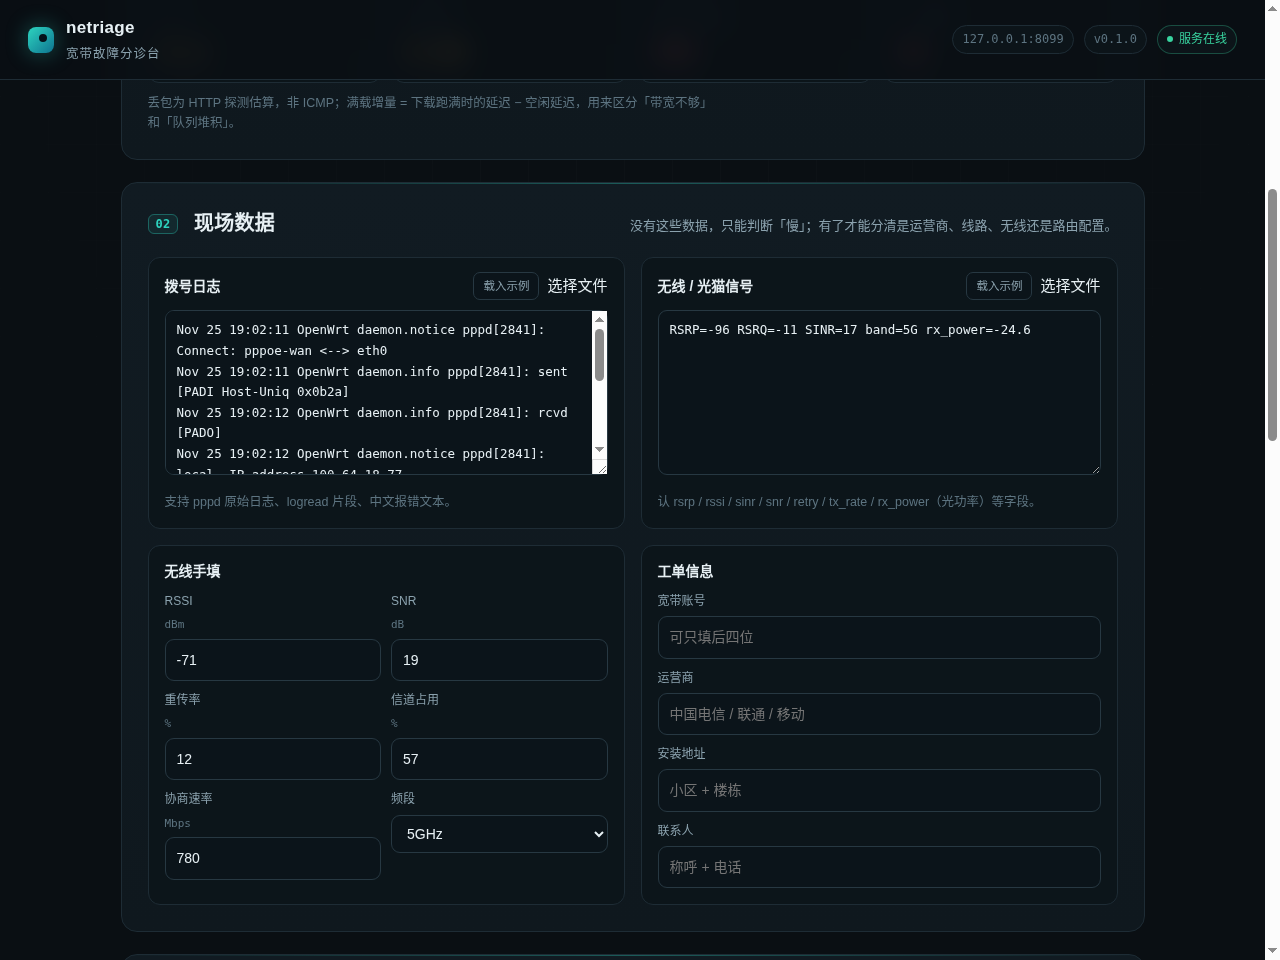 netriage
宽带故障分诊台
127.0.0.1:8099
v0.1.0
服务在线
丢包为 HTTP 探测估算，非 ICMP；满载增量 = 下载跑满时的延迟 − 空闲延迟，用来区分「带宽不够」
和「队列堆积」。
02
现场数据
没有这些数据，只能判断「慢」；有了才能分清是运营商、线路、无线还是路由配置。
拨号日志
载入示例
选择文件
Nov 25 19:02:11 OpenWrt daemon.notice pppd[2841]:
Connect: pppoe-wan <--> eth0
Nov 25 19:02:11 OpenWrt daemon.info pppd[2841]: sent
[PADI Host-Uniq 0x0b2a]
Nov 25 19:02:12 OpenWrt daemon.info pppd[2841]: rcvd
[PADO]
Nov 25 19:02:12 OpenWrt daemon.notice pppd[2841]:
local  IP address 100.64.18.77
支持 pppd 原始日志、logread 片段、中文报错文本。
无线 / 光猫信号
载入示例
选择文件
RSRP=-96 RSRQ=-11 SINR=17 band=5G rx_power=-24.6
认 rsrp / rssi / sinr / snr / retry / tx_rate / rx_power（光功率）等字段。
无线手填
RSSI
dBm
-71
SNR
dB
19
重传率
%
12
信道占用
%
57
协商速率
Mbps
780
频段
5GHz
工单信息
宽带账号
可只填后四位
运营商
中国电信 / 联通 / 移动
安装地址
小区 + 楼栋
联系人
称呼 + 电话